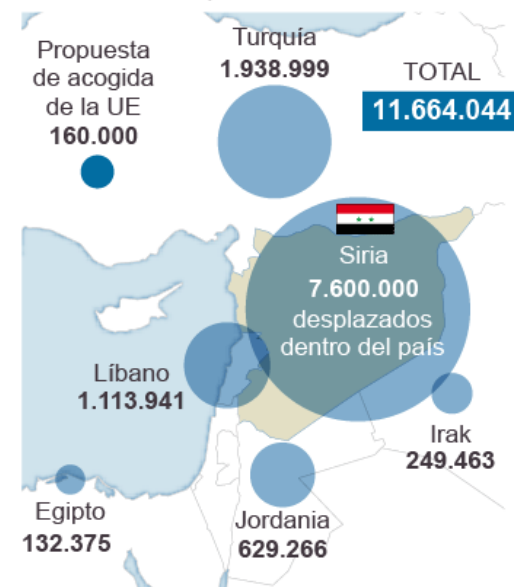 Propuesta
de acogida
de la UE
160.000
Turquía
1.938.999
TOTAL
11.664.044
Siria
7.600.000
desplazados
dentro del país
Líbano
1.113.941
Irak
249.463
Egipto
132.375
Jordania
629.266